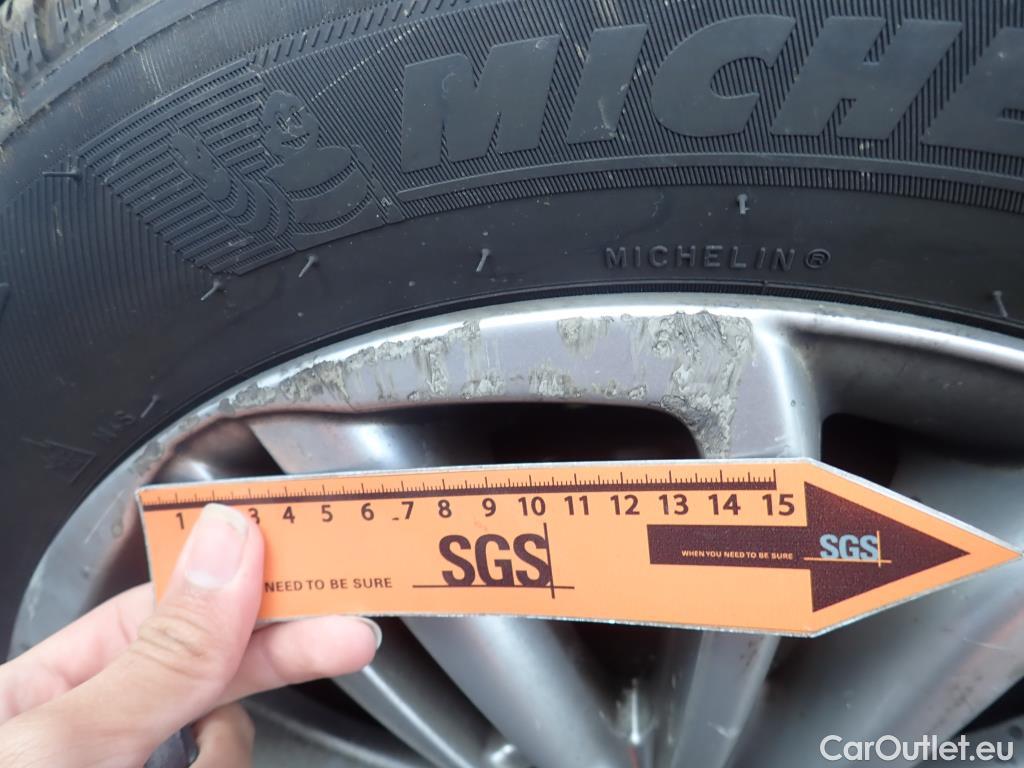 MICHE
MICHELIN®
M+S
1 3 4 5 6 7 8 9 10 11 12 13 14 15
NEED TO BE SURE
SGS
WHEN YOU NEED TO BE SURE
SGS
CarOutlet.eu